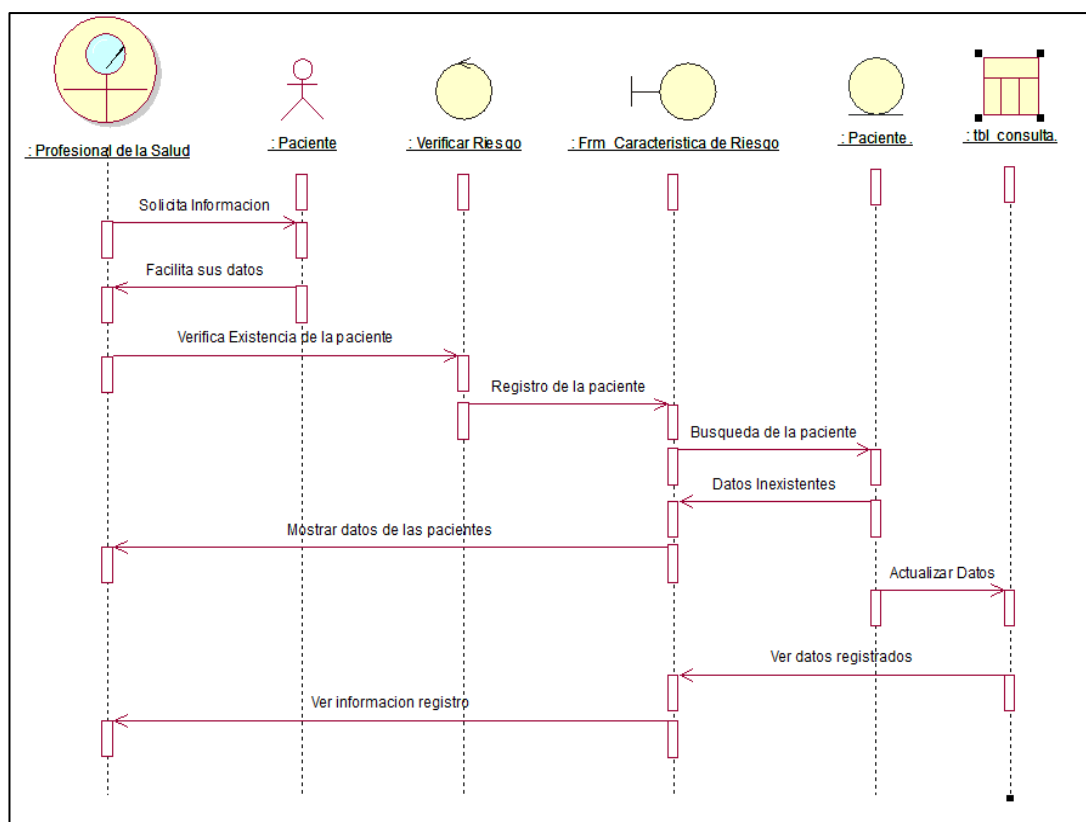 : Profesional de la Salud
: Paciente
: Verificar Riesgo
: Frm_Caracteristica de Riesgo
: Paciente.
: tbl_consulta.
Solicita Informacion
Facilita sus datos
Verifica Existencia de la paciente
Registro de la paciente
Busqueda de la paciente
Datos Inexistentes
Mostrar datos de las pacientes
Actualizar Datos
Ver datos registrados
Ver informacion registro